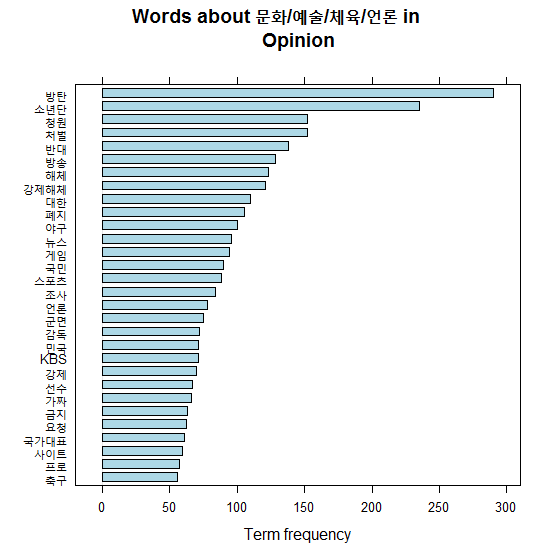 Words about 문화/예술/체육/언론 in
Opinion
방탄
소년단
청원
처벌
반대
방송
해체
강제해체
대한
폐지
야구
뉴스
게임
국민
스포츠
조사
언론
군면
감독
민국
KBS
강제
선수
가짜
금지
요청
국가대표
사이트
프로
축구
0 50 100 150 200 250 300
Term frequency